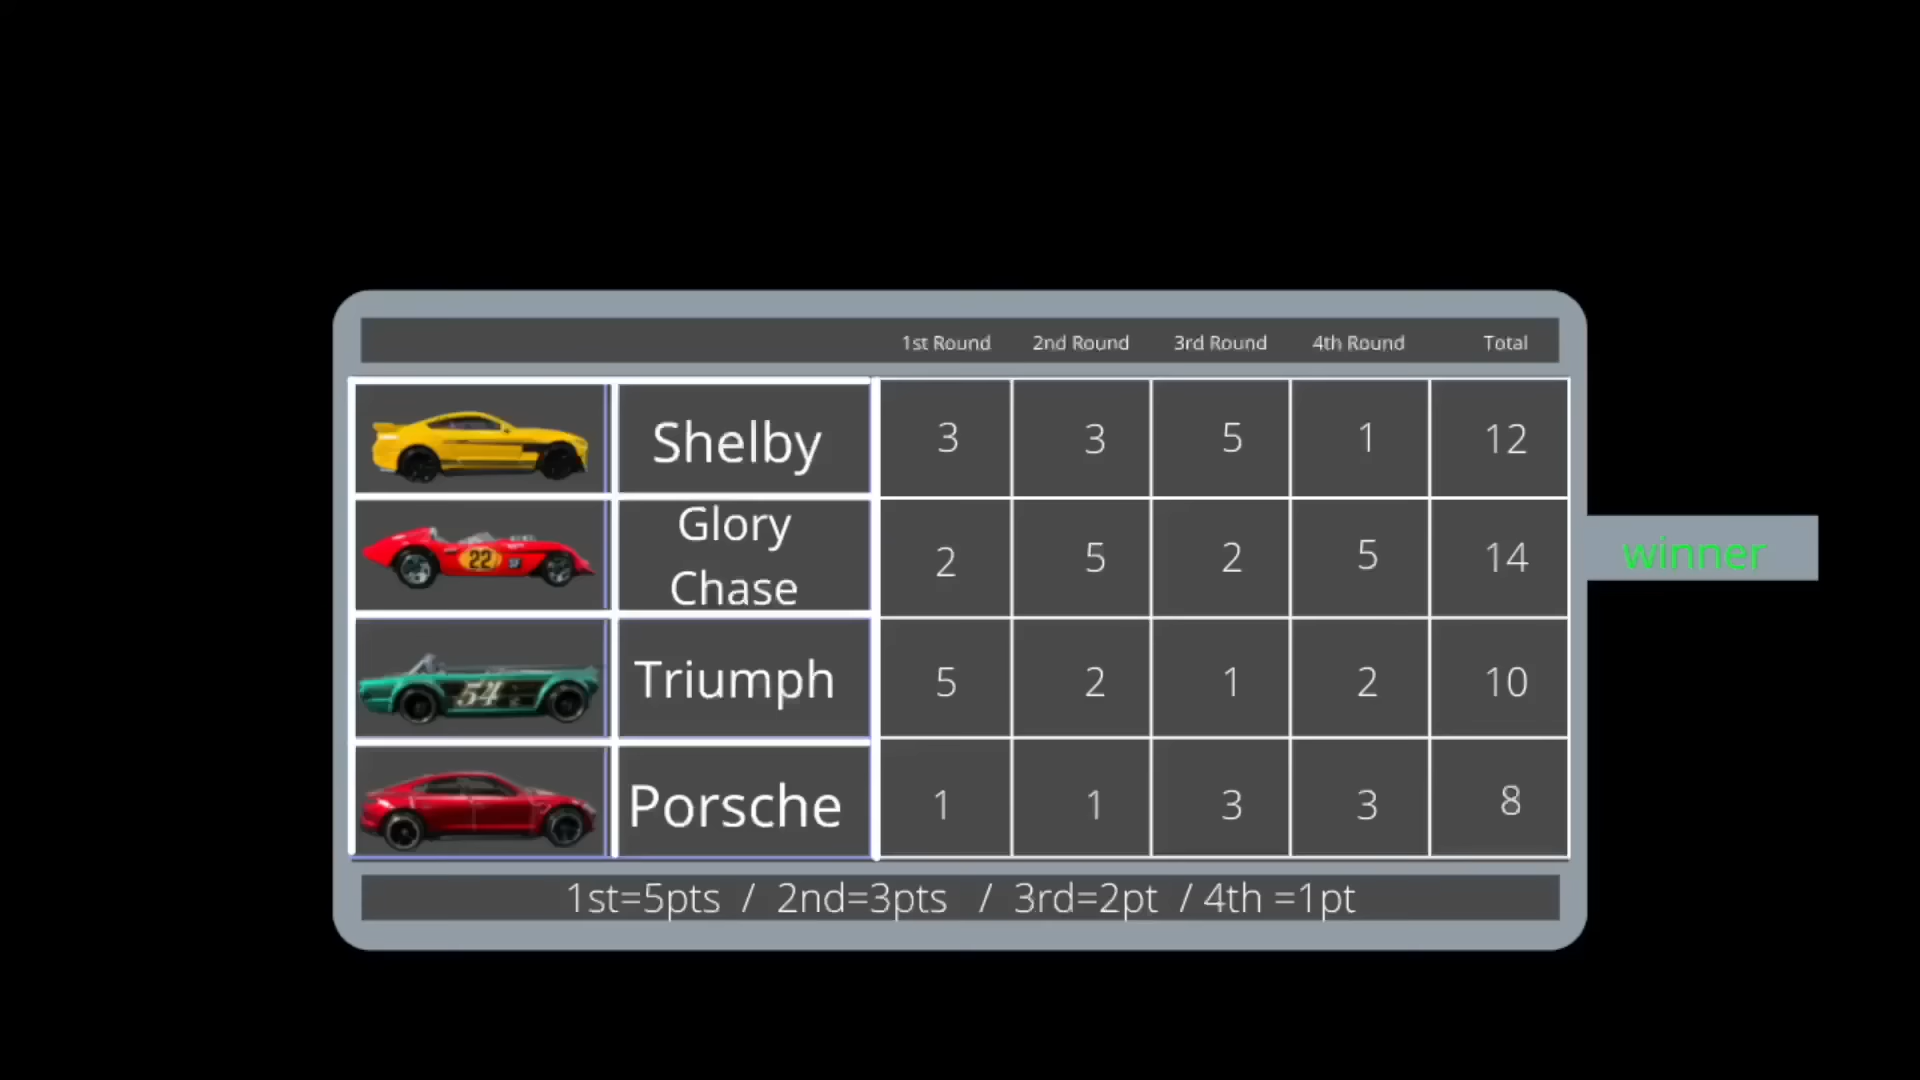 1st Round 2nd Round 3rd Round 4th Round Total
Shelby 3 3 5 1 12
Glory
Chase 2 5 2 5 14
winner
22
Triumph 5 2 1 2 10
54
Porsche 1 1 3 3 8
1st=5pts / 2nd=3pts / 3rd=2pt / 4th =1pt